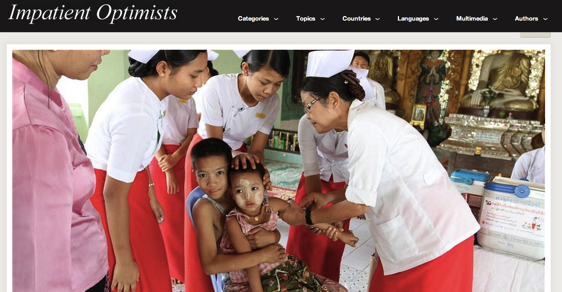 Impatient Optimists
Categories Topics Countries Languages Multimedia Authors